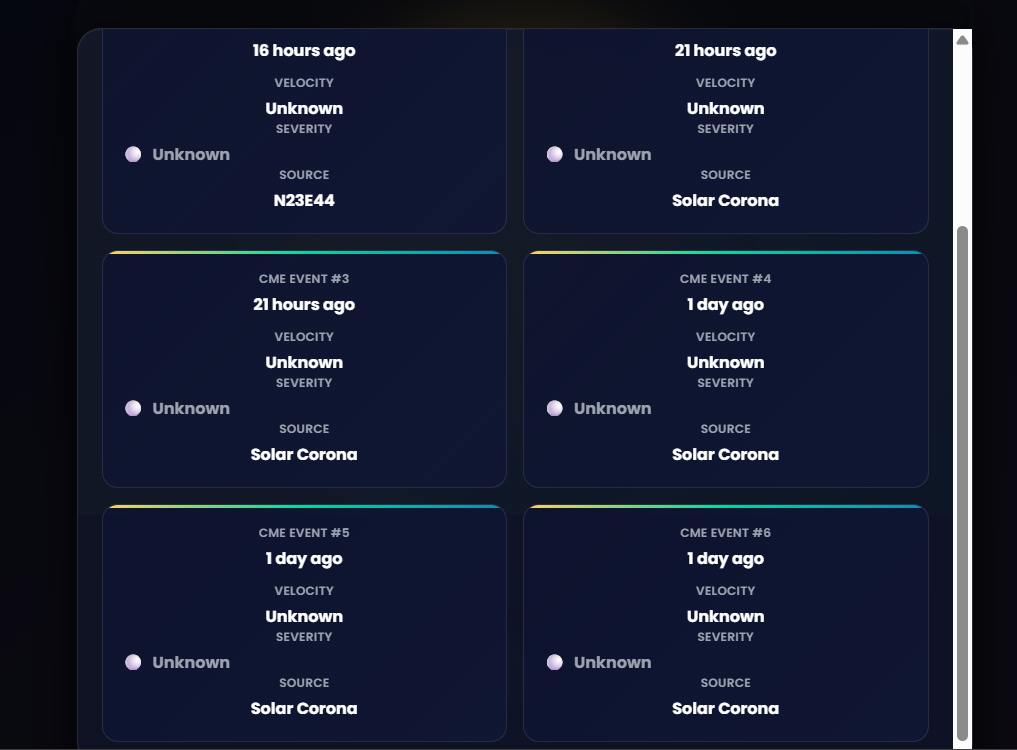 16 hours ago
VELOCITY
Unknown
SEVERITY
Unknown
SOURCE
N23E44
21 hours ago
VELOCITY
Unknown
SEVERITY
Unknown
SOURCE
Solar Corona
CME EVENT #3
21 hours ago
VELOCITY
Unknown
SEVERITY
Unknown
SOURCE
Solar Corona
CME EVENT #4
1 day ago
VELOCITY
Unknown
SEVERITY
Unknown
SOURCE
Solar Corona
CME EVENT #5
1 day ago
VELOCITY
Unknown
SEVERITY
Unknown
SOURCE
Solar Corona
CME EVENT #6
1 day ago
VELOCITY
Unknown
SEVERITY
Unknown
SOURCE
Solar Corona